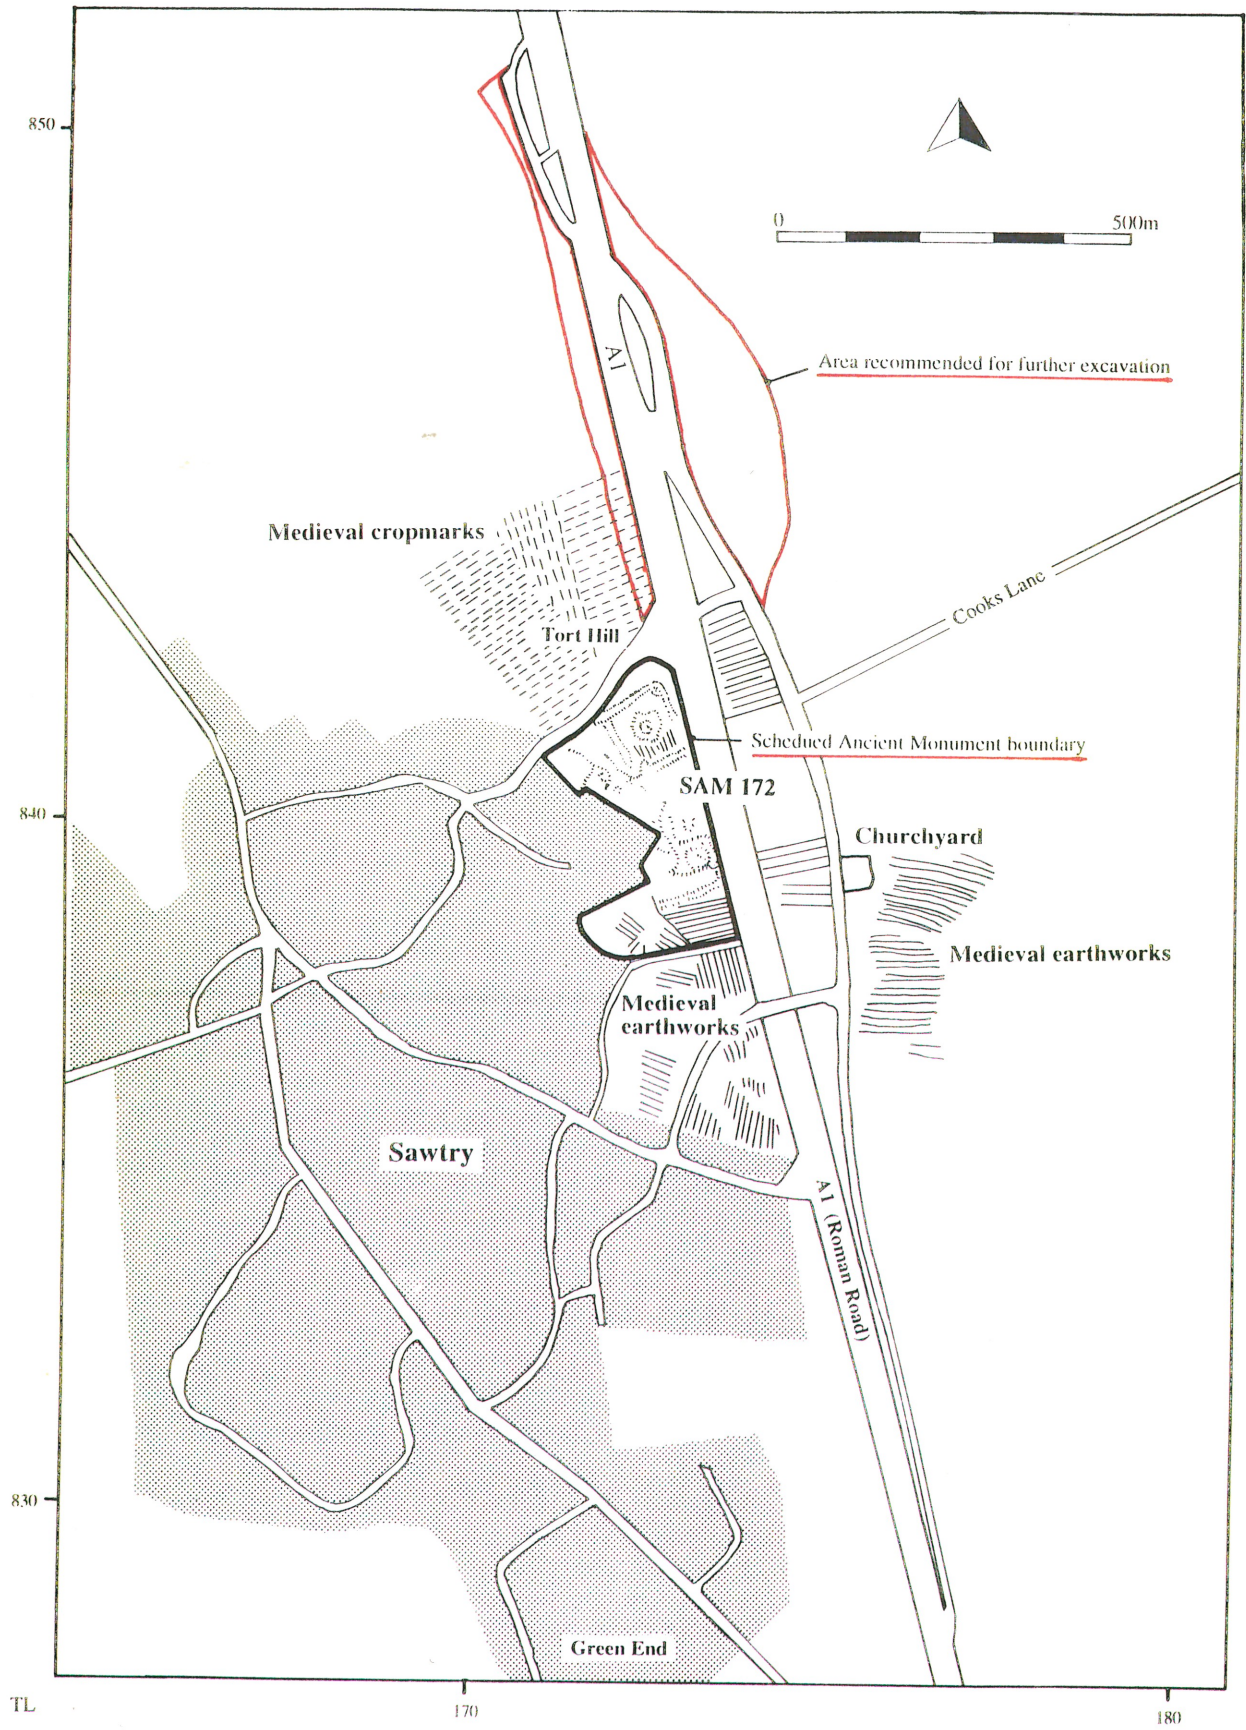 850
0 500m
A1
Area recommended for further excavation
Medieval cropmarks
Cooks Lane
Tort Hill
Schedued Ancient Monument boundary
SAM 172
840
Churchyard
Medieval earthworks
Medieval
earthworks
Sawtry
A1 (Roman Road)
830
Green End
TL
170
180